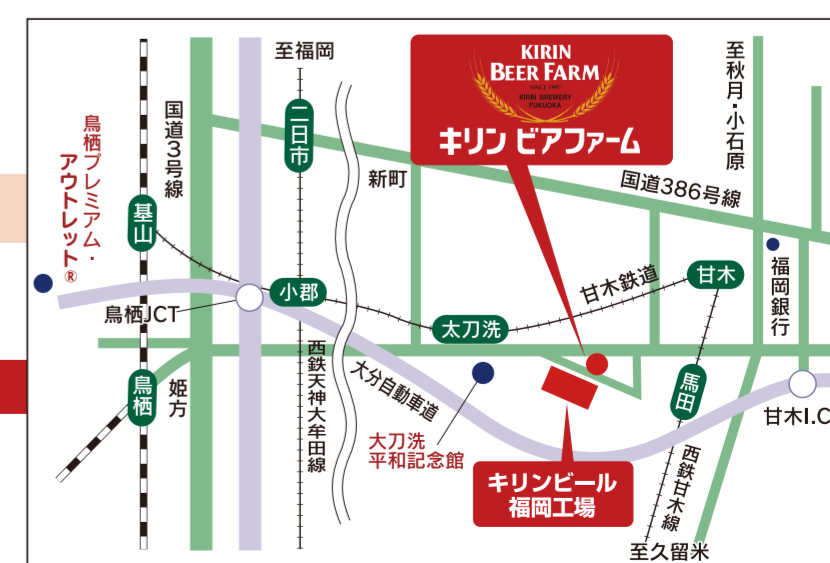 至福岡
二日市
国道3号線
鳥栖プレミアム・
アウトレット®
基山
鳥栖JCT
小郡
鳥栖
姫方
西鉄天神大牟田線
新町
KIRIN
BEER FARM
SINCE 1997
KIRIN BREWERY
FUKUOKA
キリン ビアファーム
至秋月・小石原
国道386号線
福岡銀行
甘木鉄道
甘木
太刀洗
大分自動車道
大刀洗
平和記念館
馬田
甘木I.C
キリンビール
福岡工場
西鉄甘木線
至久留米